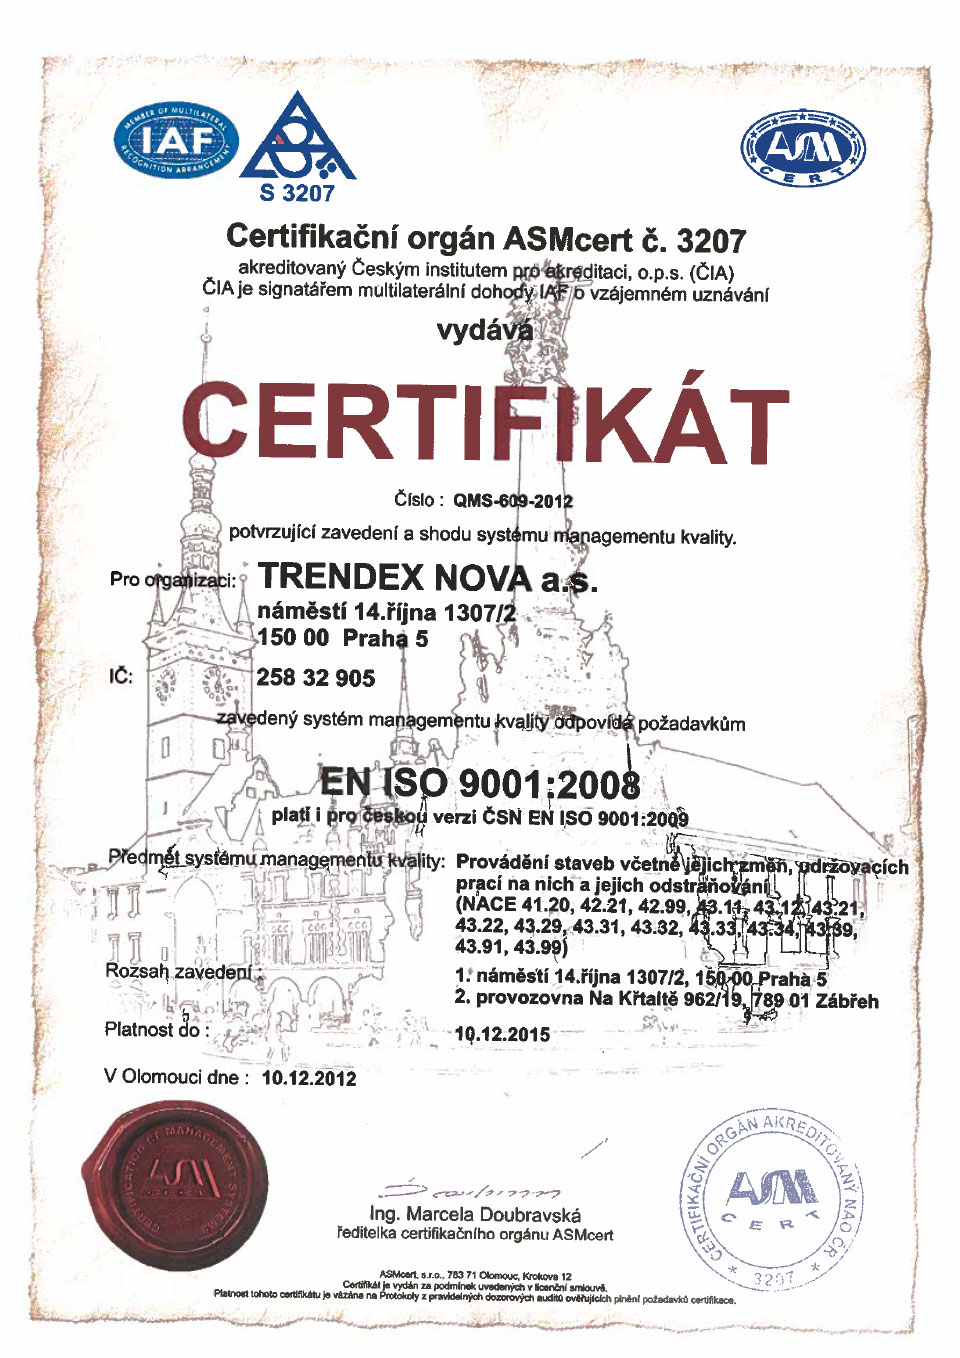 MEMBER OF MULTILATERAL
IAF
RECOGNITION ARRANGEMENT
S 3207
ASM
CERT
Certifikační orgán ASMcert č. 3207
akreditovaný Českým institutem pro akreditaci, o.p.s. (ČIA)
ČIA je signatářem multilaterální dohody IAF o vzájemném uznávání
vydává
CERTIFIKÁT
Číslo : QMS-609-2012
potvrzující zavedení a shodu systému managementu kvality.
Pro organizaci: TRENDEX NOVA a.s.
náměstí 14.října 1307/2
150 00 Praha 5
IČ: 258 32 905
zavedený systém managementu kvality odpovídá požadavkům
EN ISO 9001:2008
platí i pro českou verzi ČSN EN ISO 9001:2009
Předmět systému managementu kvality: Provádění staveb včetně jejich změn, udržovacích
prací na nich a jejich odstraňování
(NACE 41.20, 42.21, 42.99, 43.11, 43.12, 43.21,
43.22, 43.29, 43.31, 43.32, 43.33, 43.34, 43.39,
43.91, 43.99)
Rozsah zavedení : 1. náměstí 14.října 1307/2, 150 00 Praha 5
2. provozovna Na Křtaltě 962/19, 789 01 Zábřeh
Platnost do : 10.12.2015
V Olomouci dne : 10.12.2012
CERTIFICATION OF MANAGEMENT SYSTEMS
ASM
CERT
CERTIFIKAČNÍ ORGÁN AKREDITOVANÝ NAO ČR
ASM
CERT
* 3207 *
Ing. Marcela Doubravská
ředitelka certifikačního orgánu ASMcert
ASMcert, s.r.o., 783 71 Olomouc, Krokova 12
Certifikát je vydán za podmínek uvedených v licenční smlouvě.
Platnost tohoto certifikátu je vázána na Protokoly z pravidelných dozorových auditů ověřujících plnění požadavků certifikace.